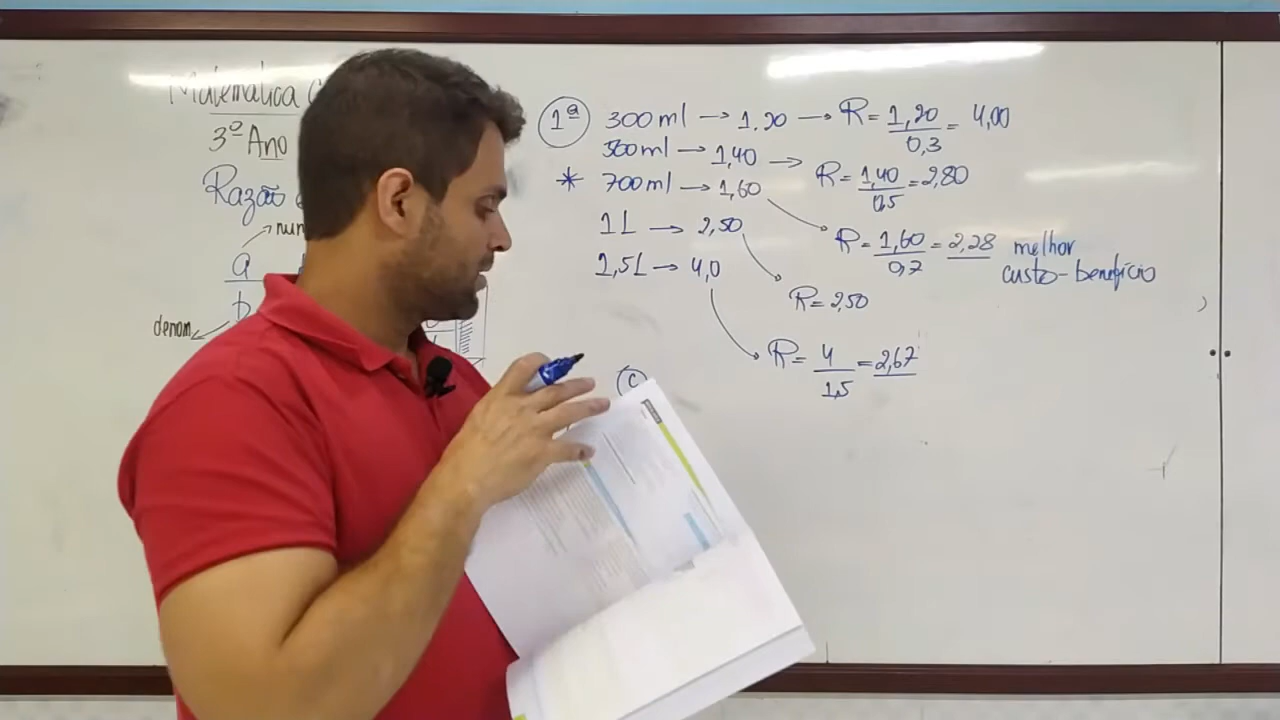 Matemática
3º Ano
Razão
a
b
denom.
1ª
300 ml → 1.20 → R = 1,20 / 0,3 = 4,00
500 ml → 1,40 → R = 1,40 / 0,5 = 2,80
* 700 ml → 1,60
R = 1,60 / 0,7 = 2,28 melhor
custo-benefício
1 L → 2,50
R = 2,50
1,5 L → 4,0
R = 4 / 1,5 = 2,67
C